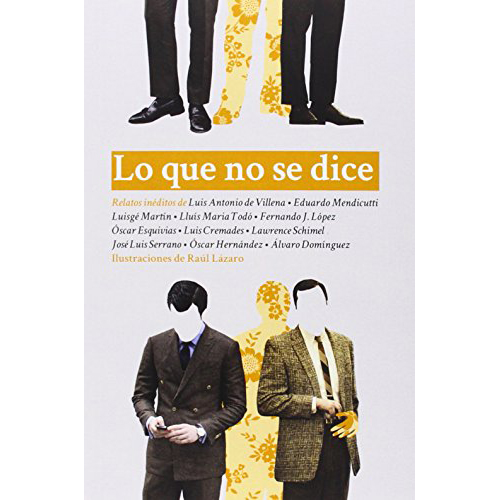 Lo que no se dice
Relatos inéditos de Luis Antonio de Villena • Eduardo Mendicutti
Luisgé Martín • Lluís Maria Todó • Fernando J. López
Óscar Esquivias • Luis Cremades • Lawrence Schimel
José Luis Serrano • Óscar Hernández • Álvaro Domínguez
Ilustraciones de Raúl Lázaro